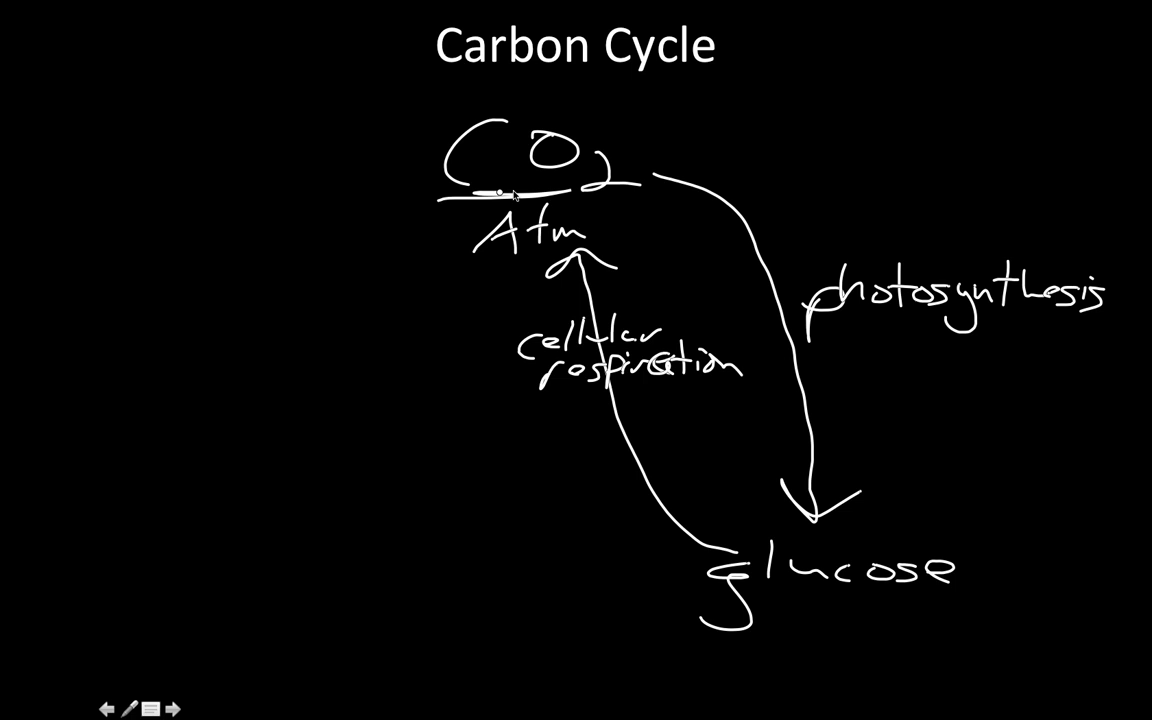 Carbon Cycle
CO2
Atm
photosynthesis
cellular
respiration
glucose